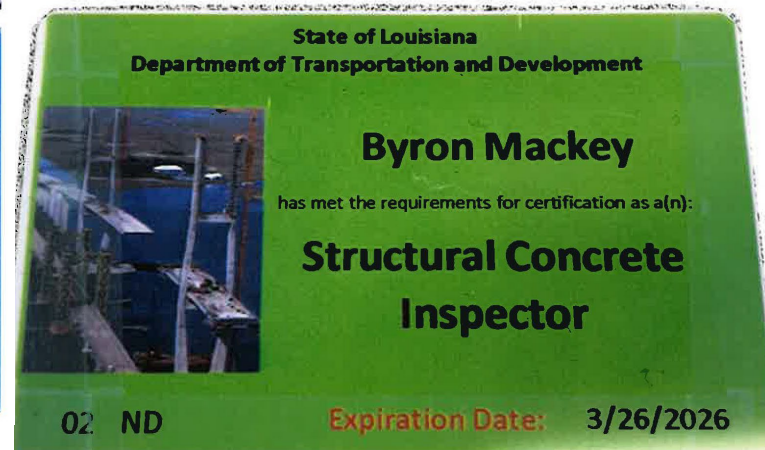 State of Louisiana
Department of Transportation and Development
Byron Mackey
has met the requirements for certification as a(n):
Structural Concrete
Inspector
02 ND Expiration Date: 3/26/2026